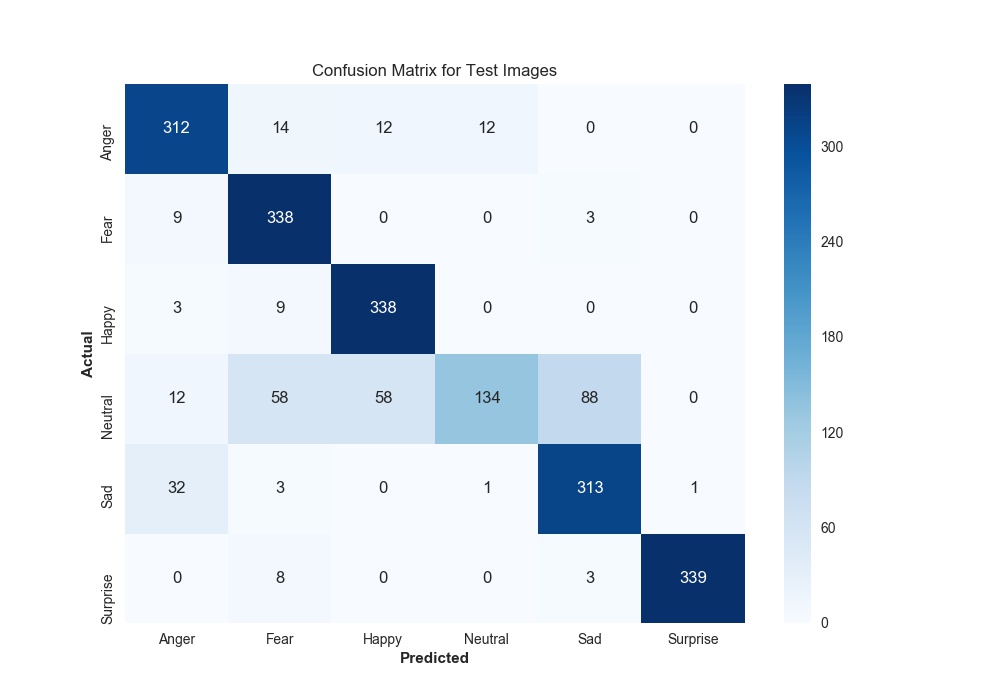 Confusion Matrix for Test Images
Actual
Anger 312 14 12 12 0 0
Fear 9 338 0 0 3 0
Happy 3 9 338 0 0 0
Neutral 12 58 58 134 88 0
Sad 32 3 0 1 313 1
Surprise 0 8 0 0 3 339
Anger Fear Happy Neutral Sad Surprise
Predicted
300
240
180
120
60
0